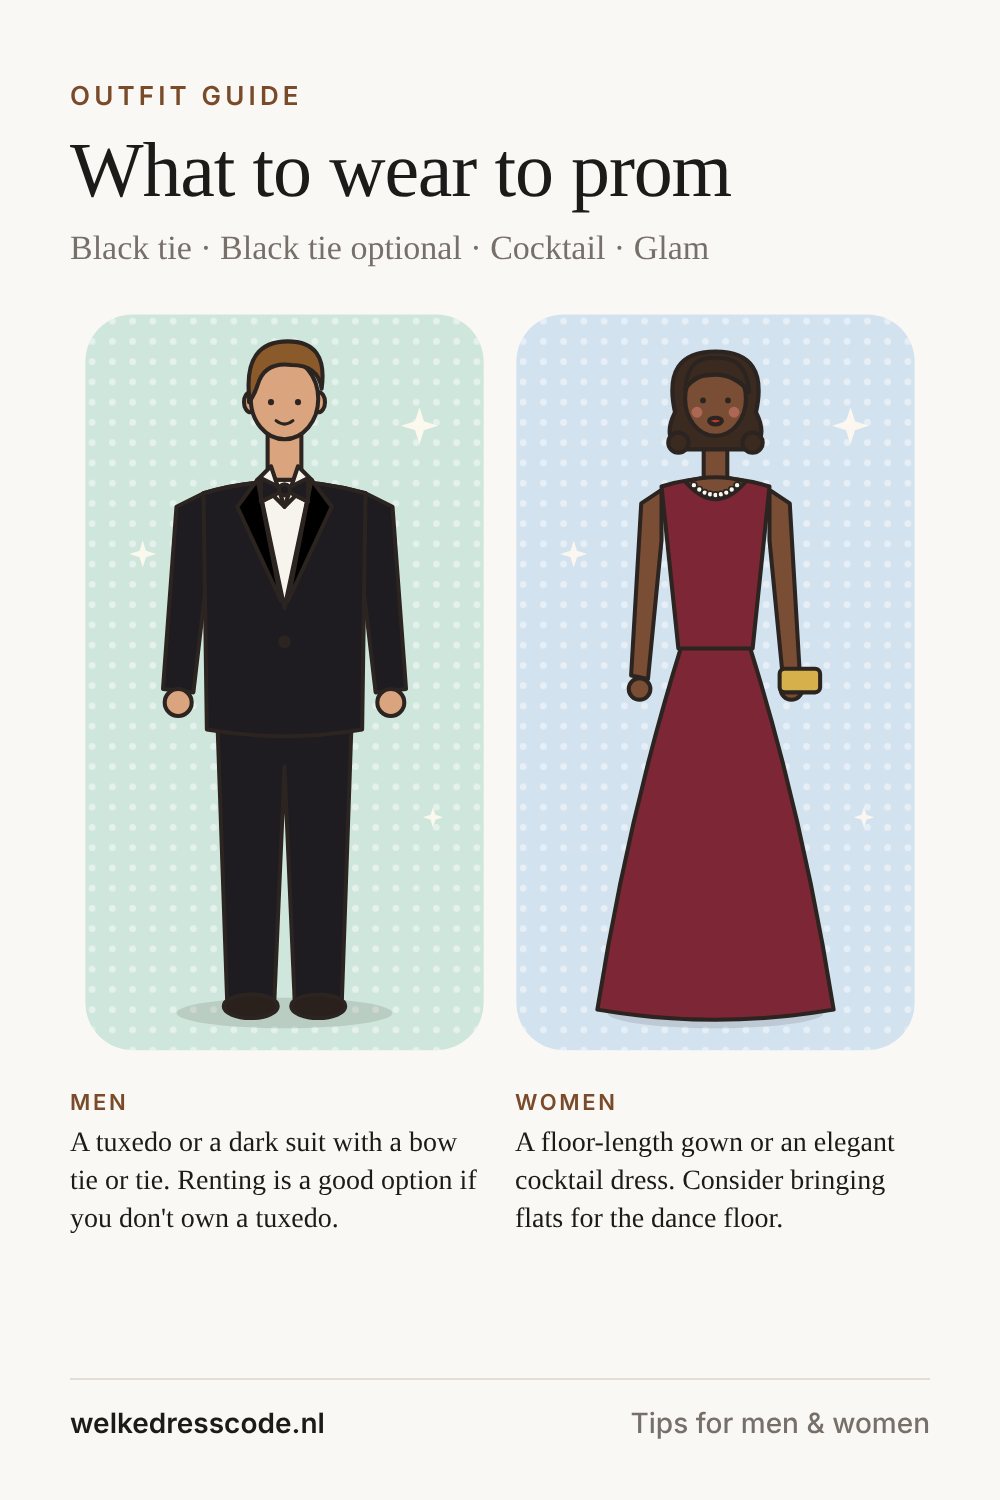 OUTFIT GUIDE
What to wear to prom
Black tie · Black tie optional · Cocktail · Glam
MEN
A tuxedo or a dark suit with a bow
tie or tie. Renting is a good option if
you don't own a tuxedo.
WOMEN
A floor-length gown or an elegant
cocktail dress. Consider bringing
flats for the dance floor.
welkedresscode.nl
Tips for men & women